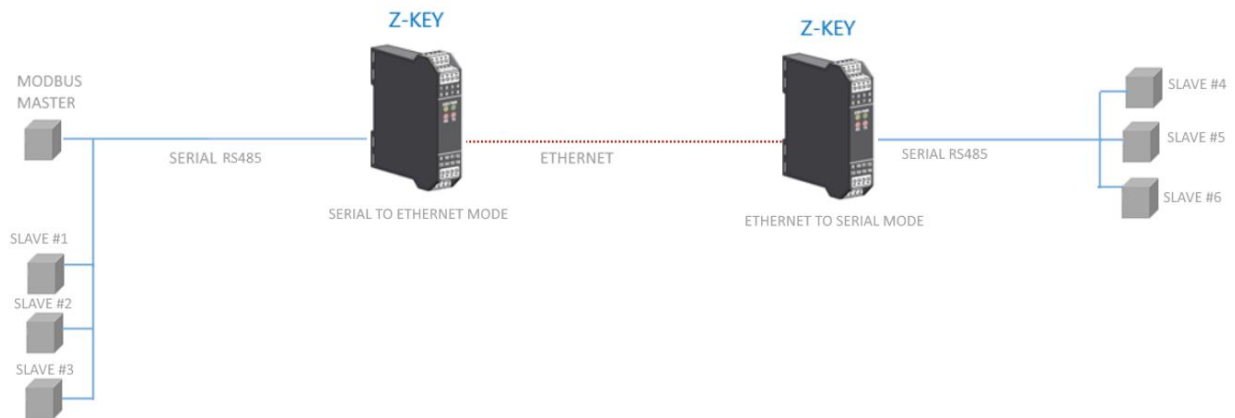 Z-KEY
Z-KEY
MODBUS
MASTER
SERIAL RS485
ETHERNET
SERIAL RS485
SLAVE #4
SLAVE #5
SLAVE #6
SERIAL TO ETHERNET MODE
ETHERNET TO SERIAL MODE
SLAVE #1
SLAVE #2
SLAVE #3